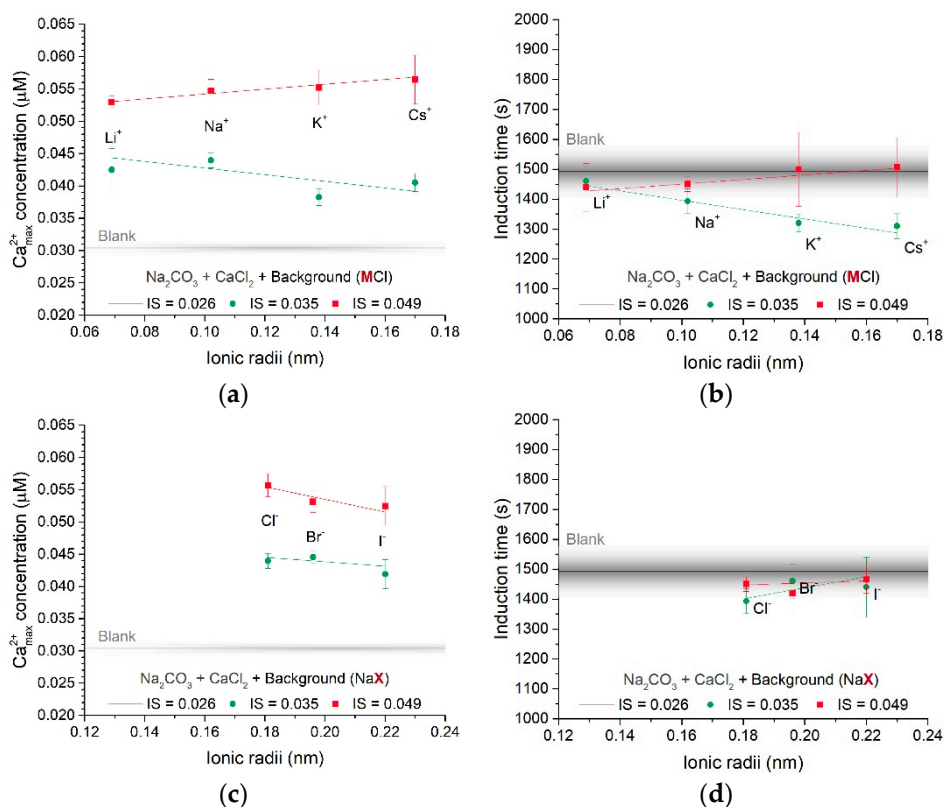 0.065
0.060
0.055
0.050
0.045
0.040
0.035
0.030
0.025
0.020
Ca²⁺max concentration (μM)
Li⁺
Na⁺
K⁺
Cs⁺
Blank
Na₂CO₃ + CaCl₂ + Background (MCl)
IS = 0.026 IS = 0.035 IS = 0.049
0.06 0.08 0.10 0.12 0.14 0.16 0.18
Ionic radii (nm)
(a)
2000
1900
1800
1700
1600
1500
1400
1300
1200
1100
1000
Induction time (s)
Blank
Li⁺
Na⁺
K⁺
Cs⁺
Na₂CO₃ + CaCl₂ + Background (MCl)
IS = 0.026 IS = 0.035 IS = 0.049
0.06 0.08 0.10 0.12 0.14 0.16 0.18
Ionic radii (nm)
(b)
0.065
0.060
0.055
0.050
0.045
0.040
0.035
0.030
0.025
0.020
Ca²⁺max concentration (μM)
Cl⁻
Br⁻
I⁻
Blank
Na₂CO₃ + CaCl₂ + Background (NaX)
IS = 0.026 IS = 0.035 IS = 0.049
0.12 0.14 0.16 0.18 0.20 0.22 0.24
Ionic radii (nm)
(c)
2000
1900
1800
1700
1600
1500
1400
1300
1200
1100
1000
Induction time (s)
Blank
Cl⁻
Br⁻
I⁻
Na₂CO₃ + CaCl₂ + Background (NaX)
IS = 0.026 IS = 0.035 IS = 0.049
0.12 0.14 0.16 0.18 0.20 0.22 0.24
Ionic radii (nm)
(d)